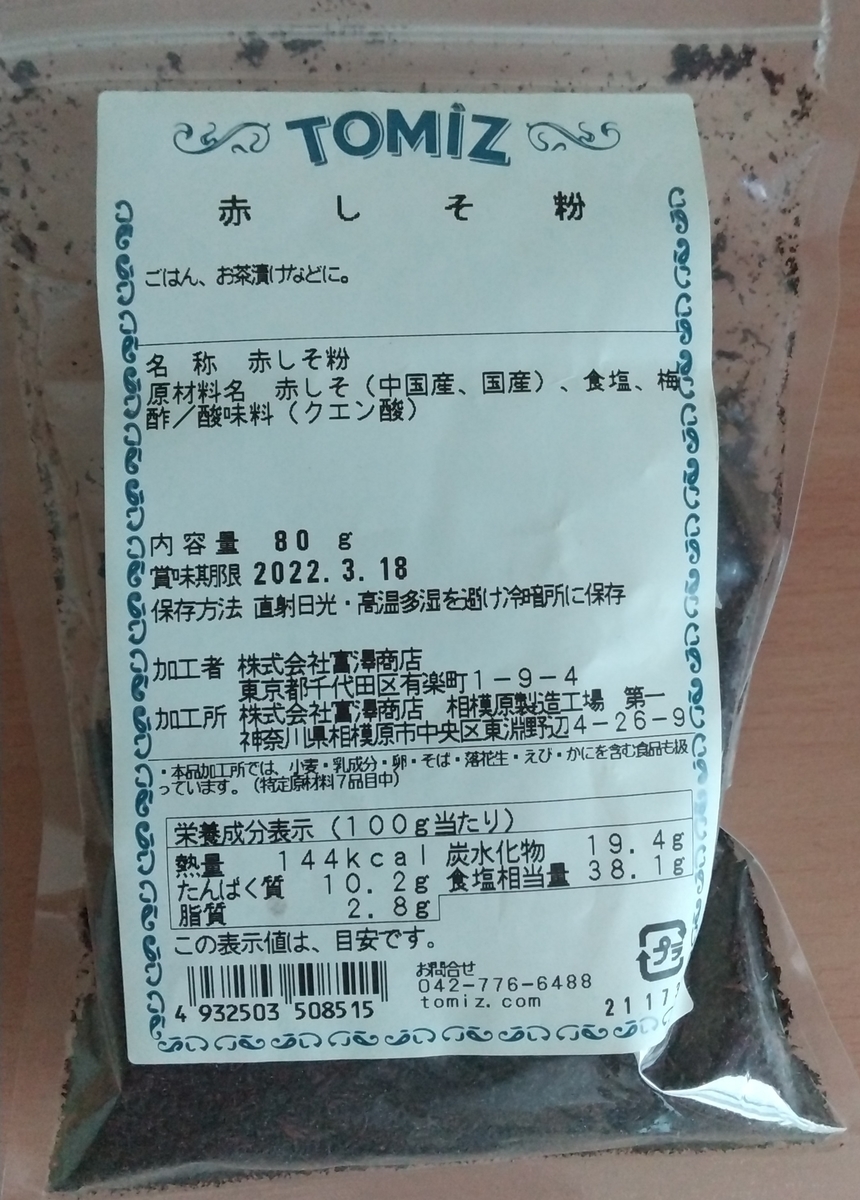 TOMIZ
赤しそ粉
ごはん、お茶漬けなどに。
名称 赤しそ粉
原材料名 赤しそ（中国産、国産）、食塩、梅
酢／酸味料（クエン酸）
内容量 80 g
賞味期限 2022.3.18
保存方法 直射日光・高温多湿を避け冷暗所に保存
加工者 株式会社富澤商店
東京都千代田区有楽町1－9－4
加工所 株式会社富澤商店 相模原製造工場 第一
神奈川県相模原市中央区東淵野辺4－26－9
・本品加工所では、小麦・乳成分・卵・そば・落花生・えび・かにを含む食品も扱
っています。（特定原材料7品目中）
栄養成分表示（100g当たり）
熱量 144kcal 炭水化物 19.4g
たんぱく質 10.2g 食塩相当量 38.1g
脂質 2.8g
この表示値は、目安です。
プラ
お問合せ
042-776-6488
tomiz.com
4 932503 508515